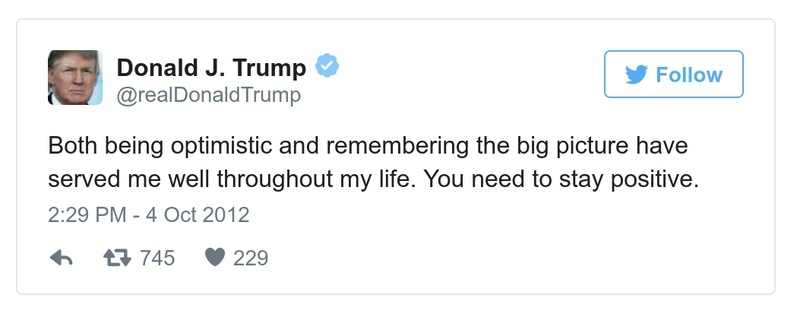 Donald J. Trump
@realDonaldTrump
Follow
Both being optimistic and remembering the big picture have
served me well throughout my life. You need to stay positive.
2:29 PM - 4 Oct 2012
745 229